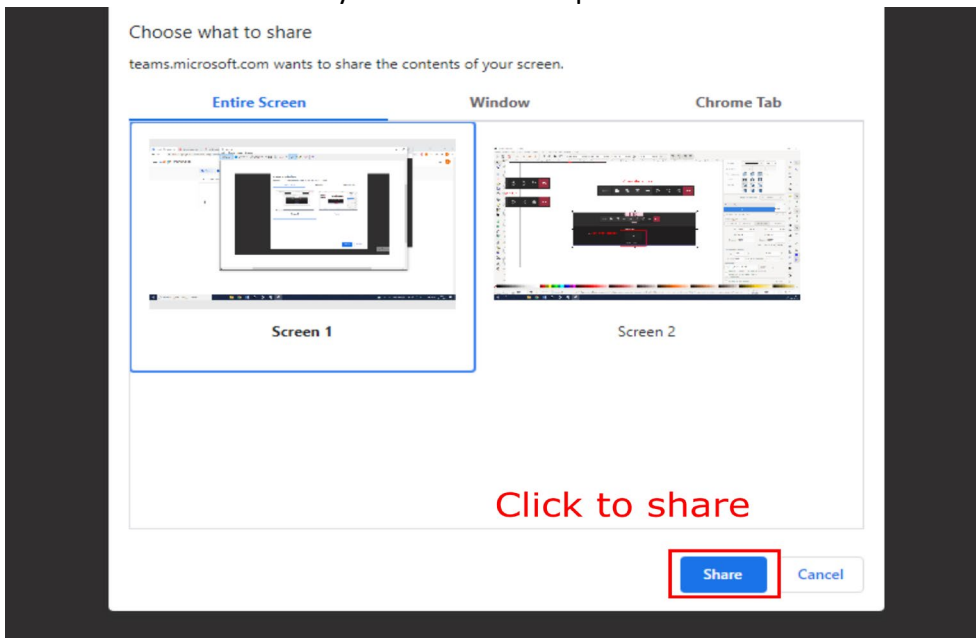 Choose what to share
teams.microsoft.com wants to share the contents of your screen.
Entire Screen Window Chrome Tab
Screen 1 Screen 2
Click to share
Share Cancel